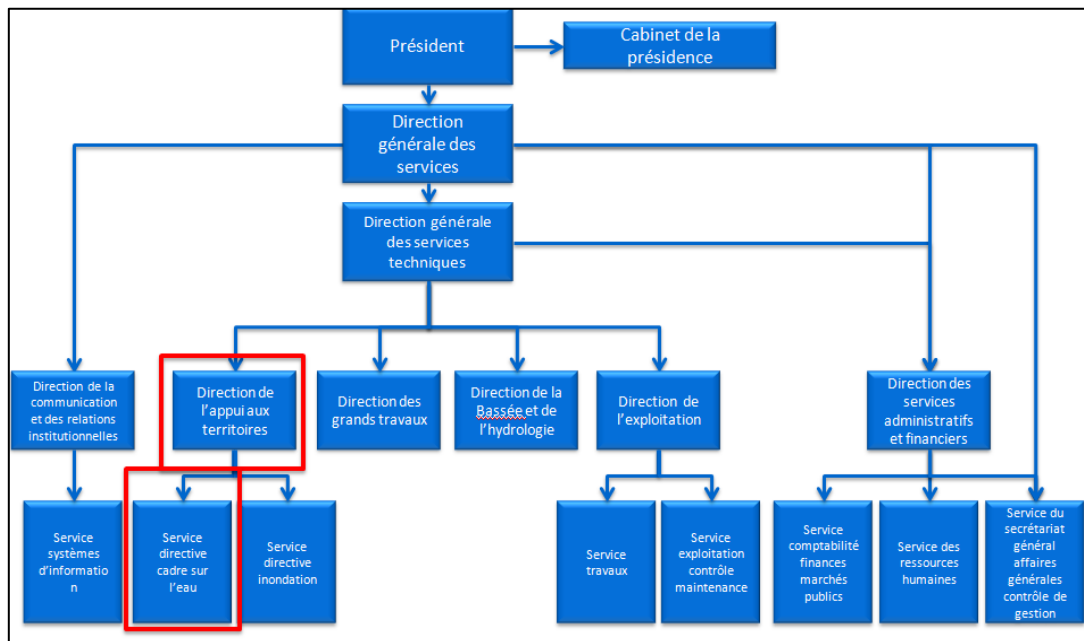 Président
Cabinet de la
présidence
Direction
générale des
services
Direction générale
des services
techniques
Direction de la
communication
et des relations
institutionnelles
Direction de
l'appui aux
territoires
Direction des
grands travaux
Direction de la
Bassée et de
l'hydrologie
Direction de
l'exploitation
Direction des
services
administratifs
et financiers
Service
systèmes
d'informatio
n
Service
directive
cadre sur
l'eau
Service
directive
inondation
Service
travaux
Service
exploitation
contrôle
maintenance
Service
comptabilité
finances
marchés
publics
Service des
ressources
humaines
Service du
secrétariat
général
affaires
générales
contrôle de
gestion